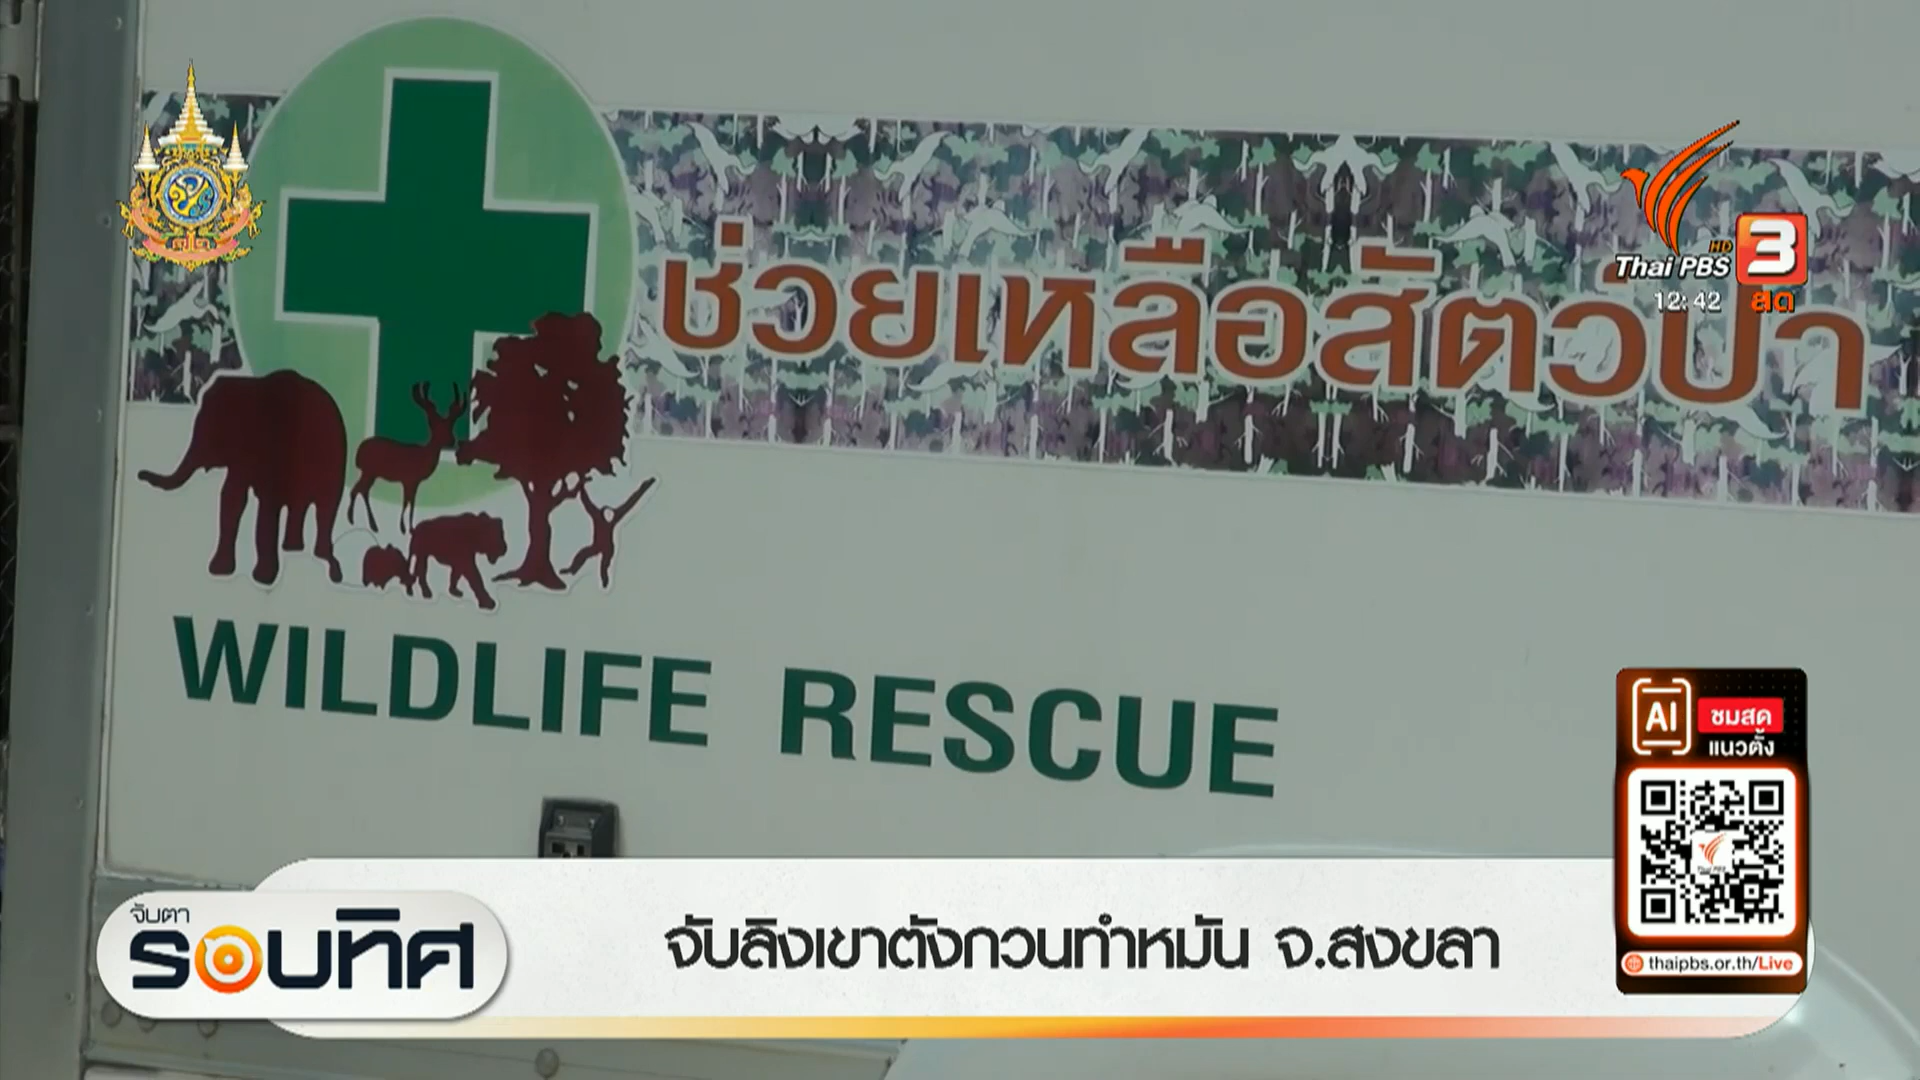 ช่วยเหลือสัตว์ป่า
Thai PBS HD 3
12:42 สด
WILDLIFE RESCUE
AI ชมสด
แนวตั้ง
thaipbs.or.th/Live
จับตา
รอบทิศ
จับลิงเขาตังกวนทำหมัน จ.สงขลา